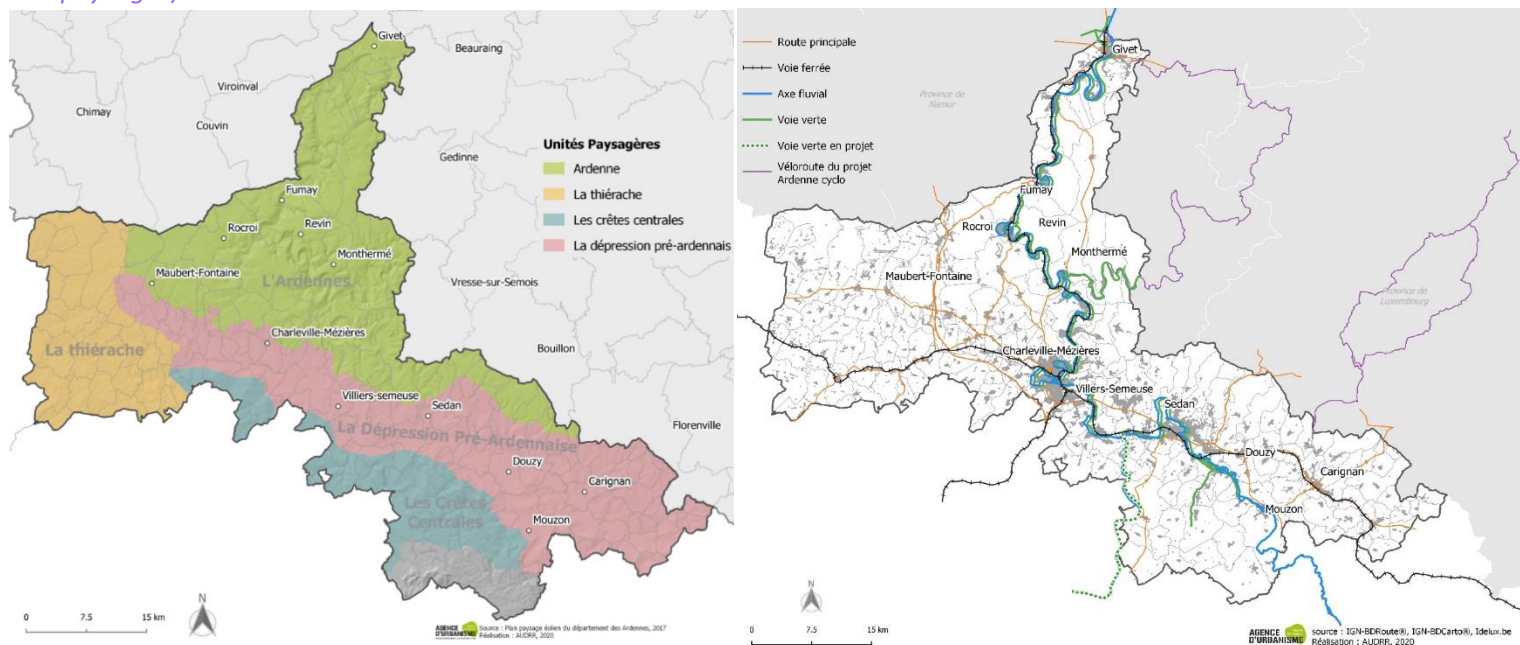 Givet
Beauraing
Viroinval
Chimay
Couvin
Gedinne
Unités Paysagères
Ardenne
La thiérache
Les crêtes centrales
La dépression pré-ardennais
Fumay
Rocroi
Revin
Monthermé
Maubert-Fontaine
L'Ardennes
Vresse-sur-Semois
Charleville-Mézières
La thiérache
Bouillon
Villiers-semeuse
Sedan
La Dépression Pré-Ardennaise
Florenville
Douzy
Carignan
Les Crêtes
Centrales
Mouzon
N
0 7.5 15 km
AGENCE
D'URBANISME
Source : Plan paysage éolien du département des Ardennes, 2017
Réalisation : AUDRR, 2020
Route principale
Voie ferrée
Axe fluvial
Voie verte
Voie verte en projet
Véloroute du projet
Ardenne cyclo
Givet
Province de
Namur
Fumay
Rocroi
Revin
Monthermé
Maubert-Fontaine
Province de
Luxembourg
Charleville-Mézières
Villers-Semeuse
Sedan
Douzy
Carignan
Mouzon
N
0 7.5 15 km
AGENCE
D'URBANISME
source : IGN-BDRoute®, IGN-BDCarto®, Idelux.be
Réalisation : AUDRR, 2020